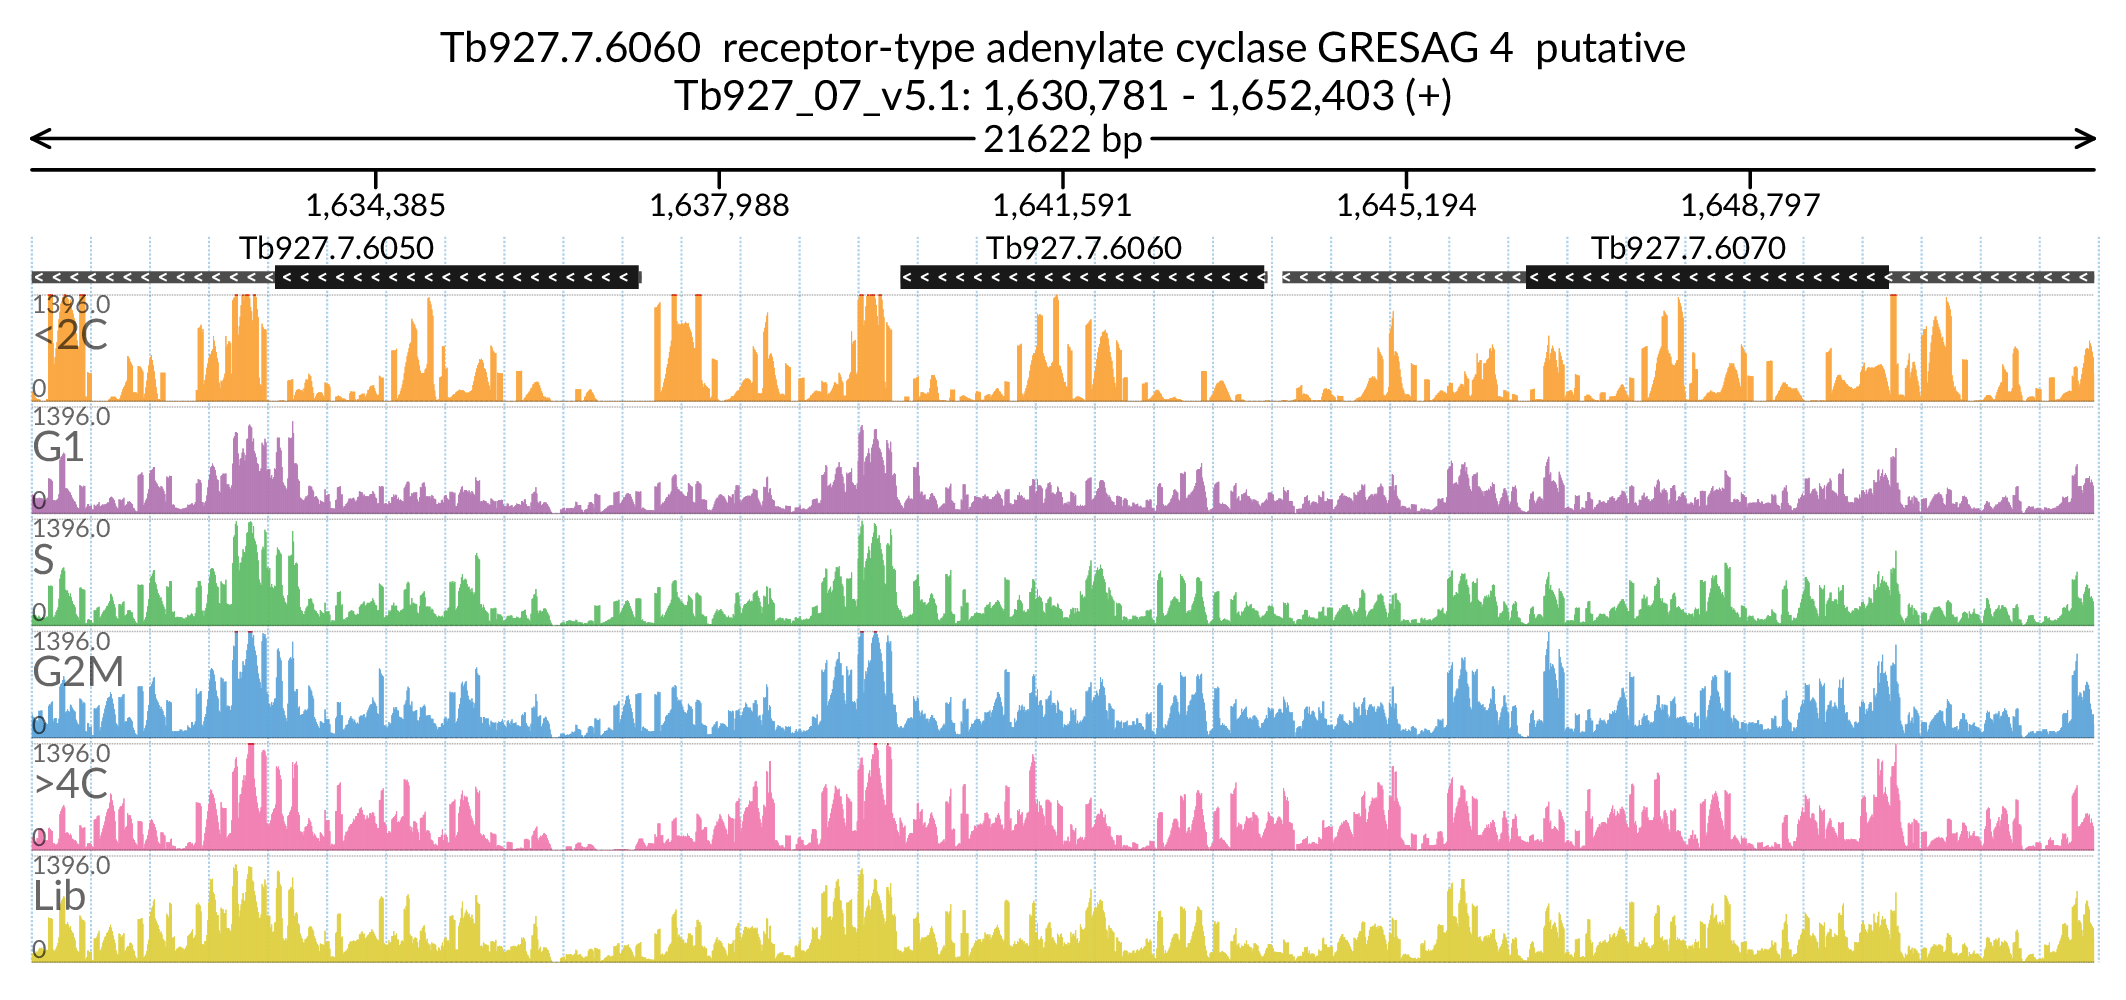 Tb927.7.6060 receptor-type adenylate cyclase GRESAG 4 putative
Tb927_07_v5.1: 1,630,781 - 1,652,403 (+)
21622 bp
1,634,385 1,637,988 1,641,591 1,645,194 1,648,797
Tb927.7.6050 Tb927.7.6060 Tb927.7.6070
1396.0
<2C
0
1396.0
G1
0
1396.0
S
0
1396.0
G2M
0
1396.0
>4C
0
1396.0
Lib
0